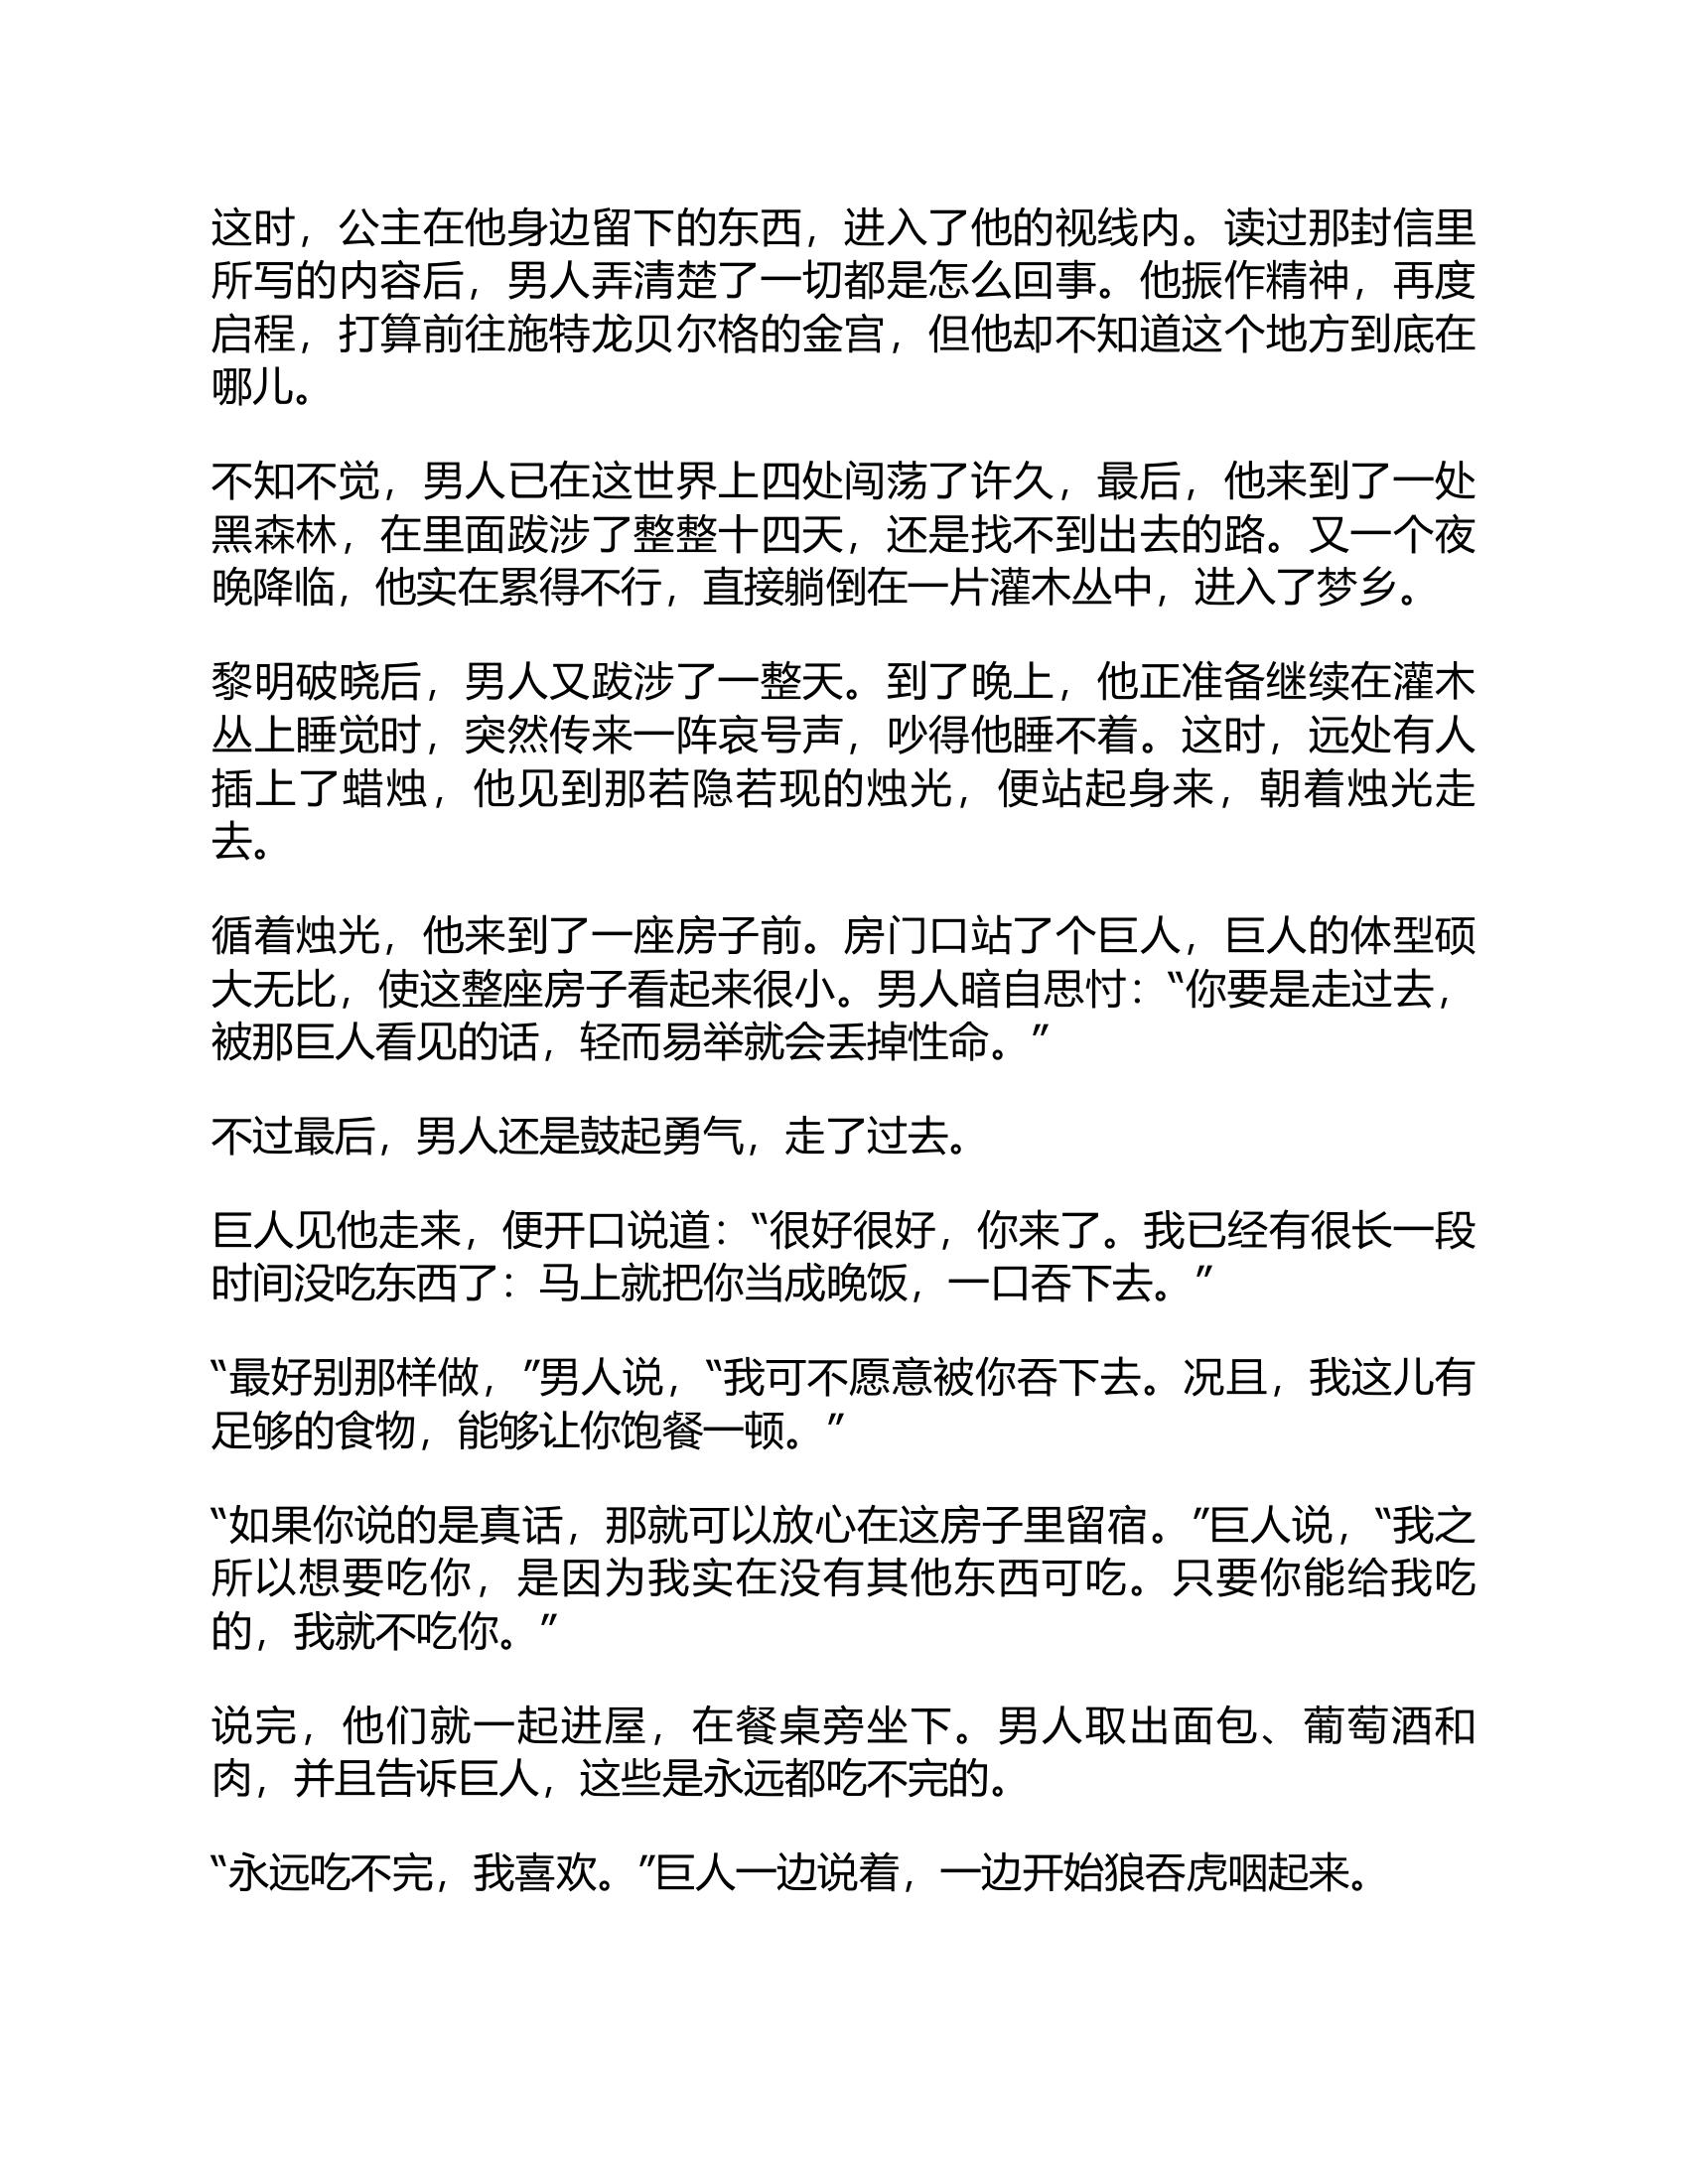 这时，公主在他身边留下的东西，进入了他的视线内。读过那封信里
所写的内容后，男人弄清楚了一切都是怎么回事。他振作精神，再度
启程，打算前往施特龙贝尔格的金宫，但他却不知道这个地方到底在
哪儿。
不知不觉，男人已在这世界上四处闯荡了许久，最后，他来到了一处
黑森林，在里面跋涉了整整十四天，还是找不到出去的路。又一个夜
晚降临，他实在累得不行，直接躺倒在一片灌木丛中，进入了梦乡。
黎明破晓后，男人又跋涉了一整天。到了晚上，他正准备继续在灌木
丛上睡觉时，突然传来一阵哀号声，吵得他睡不着。这时，远处有人
插上了蜡烛，他见到那若隐若现的烛光，便站起身来，朝着烛光走
去。
循着烛光，他来到了一座房子前。房门口站了个巨人，巨人的体型硕
大无比，使这整座房子看起来很小。男人暗自思忖：“你要是走过去，
被那巨人看见的话，轻而易举就会丢掉性命。”
不过最后，男人还是鼓起勇气，走了过去。
巨人见他走来，便开口说道：“很好很好，你来了。我已经有很长一段
时间没吃东西了：马上就把你当成晚饭，一口吞下去。”
“最好别那样做，”男人说，“我可不愿意被你吞下去。况且，我这儿有
足够的食物，能够让你饱餐一顿。”
“如果你说的是真话，那就可以放心在这房子里留宿。”巨人说，“我之
所以想要吃你，是因为我实在没有其他东西可吃。只要你能给我吃
的，我就不吃你。”
说完，他们就一起进屋，在餐桌旁坐下。男人取出面包、葡萄酒和
肉，并且告诉巨人，这些是永远都吃不完的。
“永远吃不完，我喜欢。”巨人一边说着，一边开始狼吞虎咽起来。